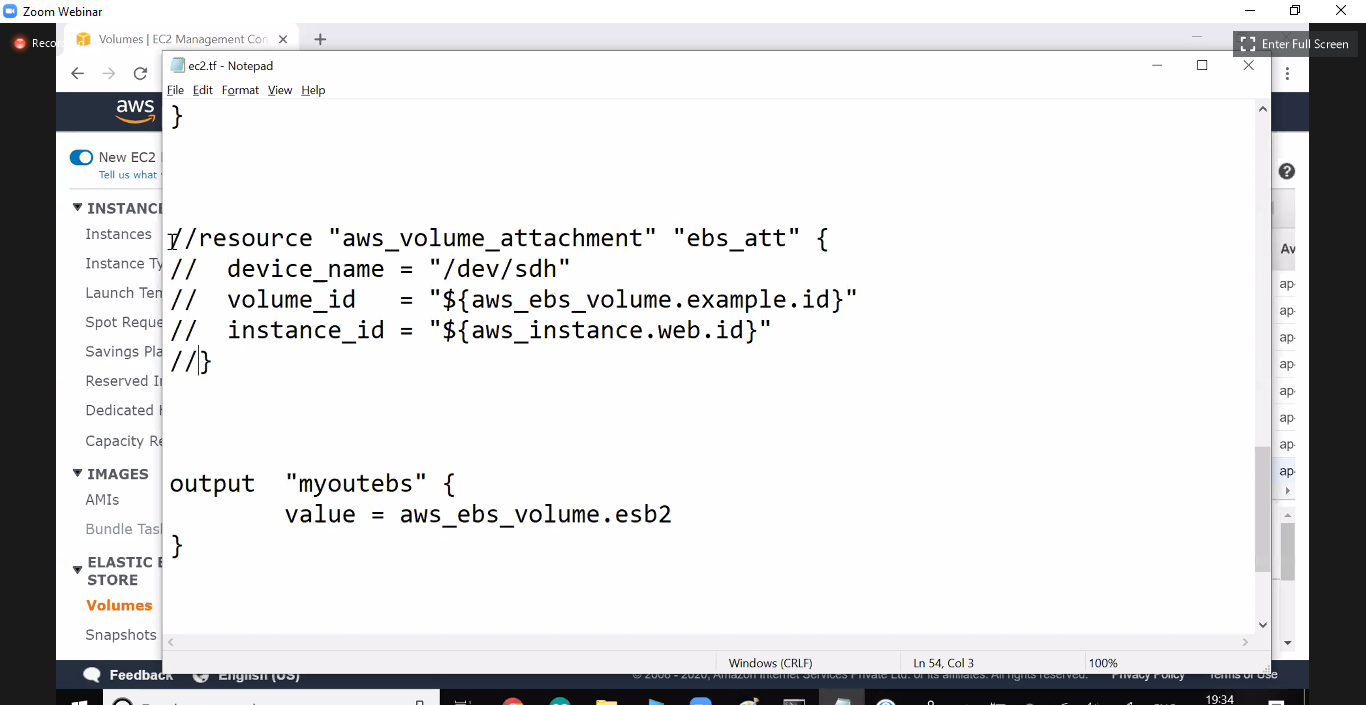 Zoom Webinar
Recor
Volumes | EC2 Management Con
Enter Full Screen
ec2.tf - Notepad
File Edit Format View Help
aws
}
New EC2
Tell us what
INSTANCE
Instances
Instance Ty
Launch Ten
Spot Reque
Savings Pla
Reserved I
Dedicated
Capacity Re
IMAGES
AMIs
Bundle Tas
ELASTIC
STORE
Volumes
Snapshots
//resource "aws_volume_attachment" "ebs_att" {
//  device_name = "/dev/sdh"
//  volume_id   = "${aws_ebs_volume.example.id}"
//  instance_id = "${aws_instance.web.id}"
//}
output  "myoutebs" {
        value = aws_ebs_volume.esb2
}
Av
ap-
ap-
ap-
ap-
ap-
ap-
ap-
ap-
Windows (CRLF)
Ln 54, Col 3
100%
Feedback
English (US)
© 2008 - 2020, Amazon Internet Services Private Ltd. or its affiliates. All rights reserved.
Privacy Policy
Terms of Use
19:34